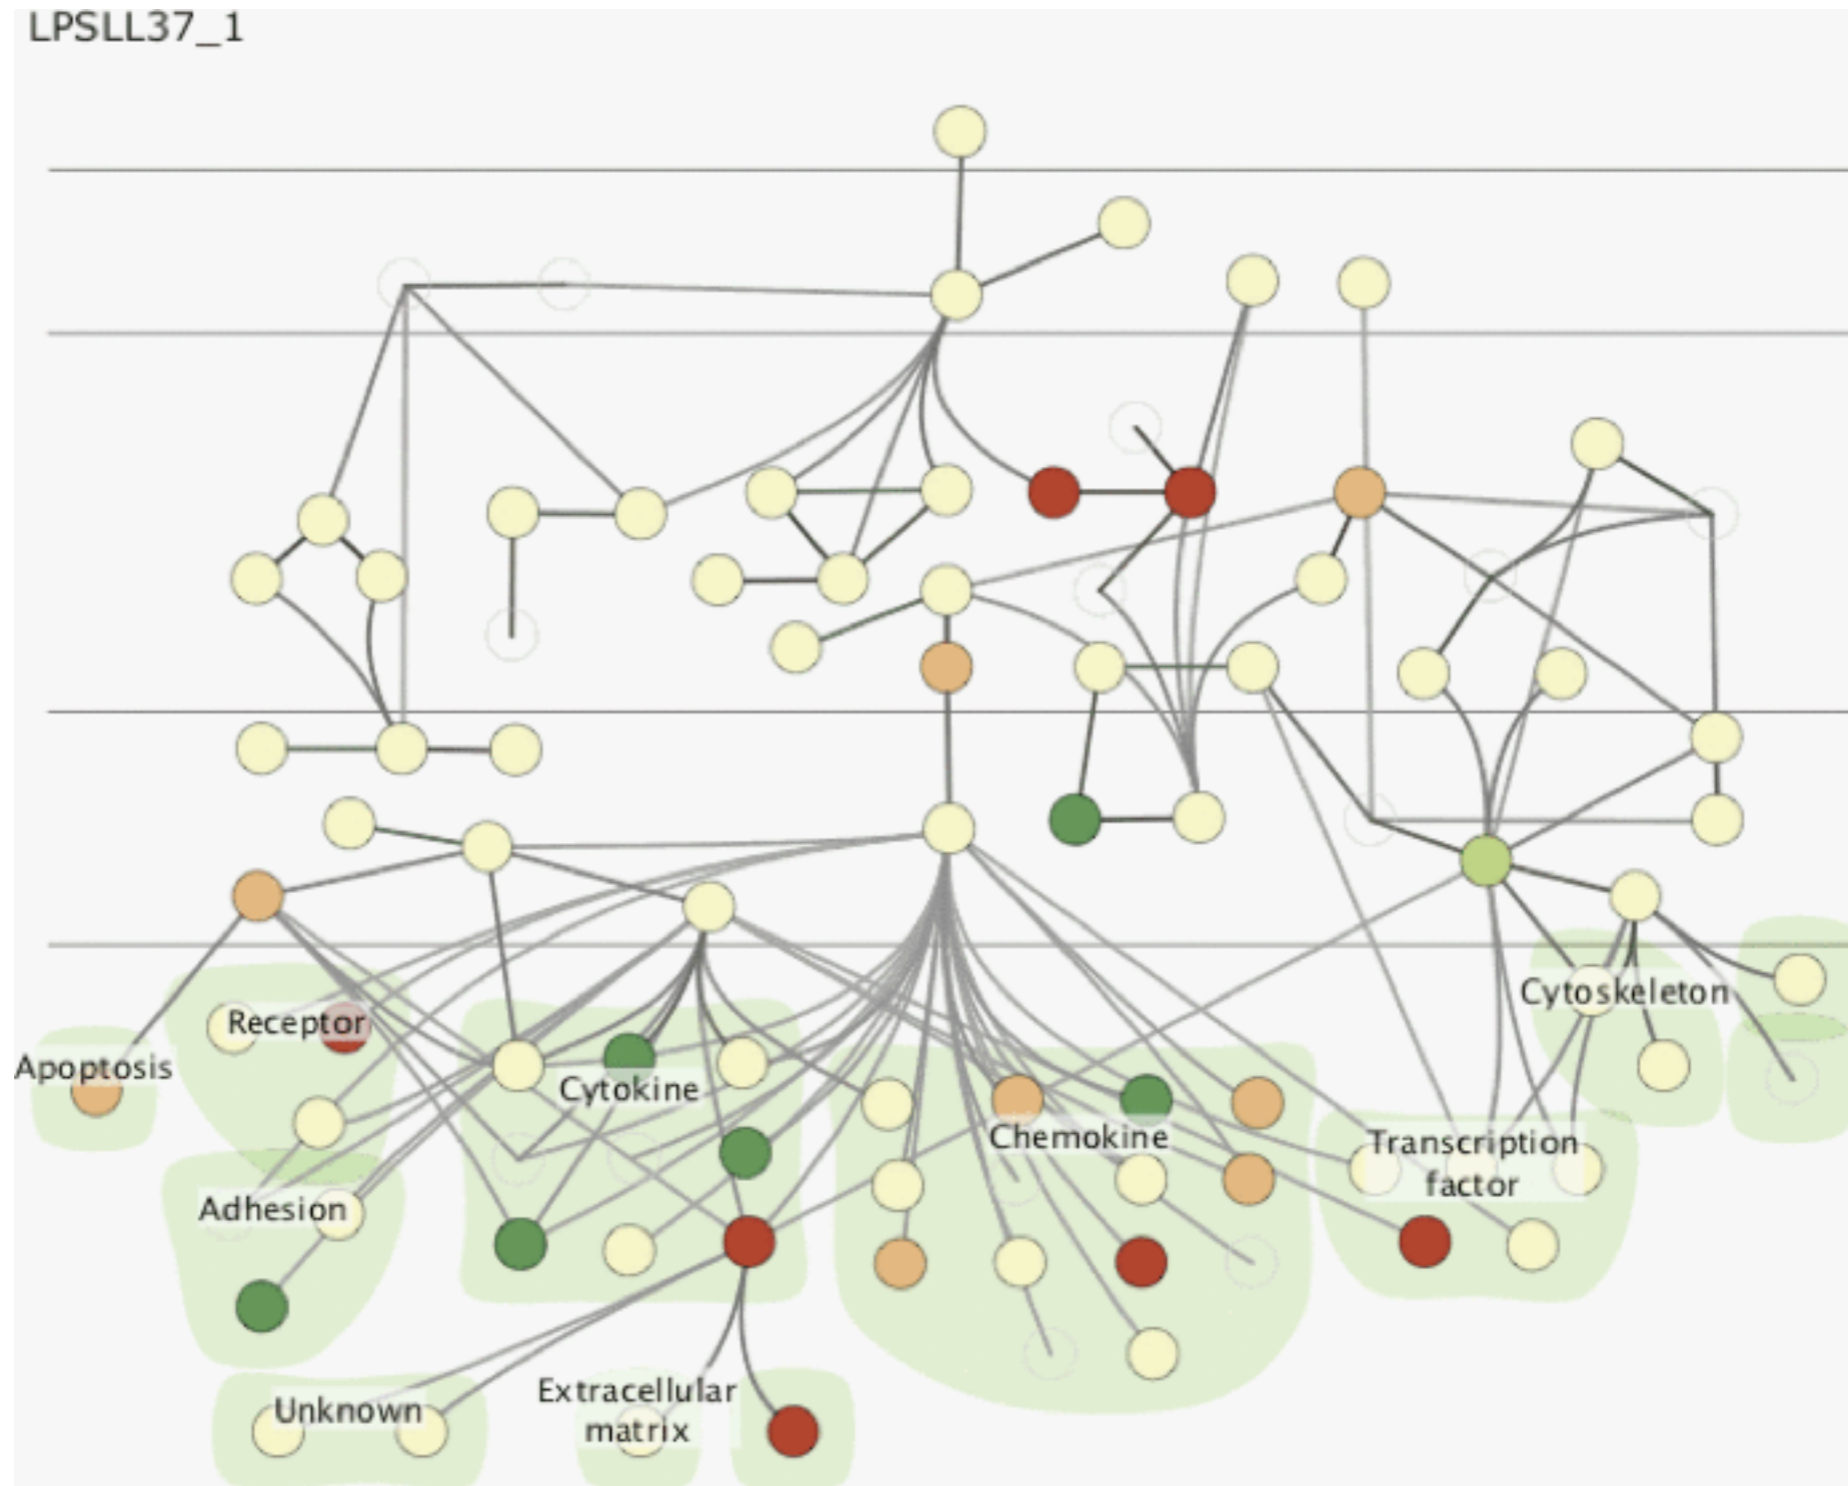 LPSLL37_1
Cytoskeleton
Receptor
Apoptosis
Cytokine
Chemokine
Transcription
factor
Adhesion
Extracellular
matrix
Unknown